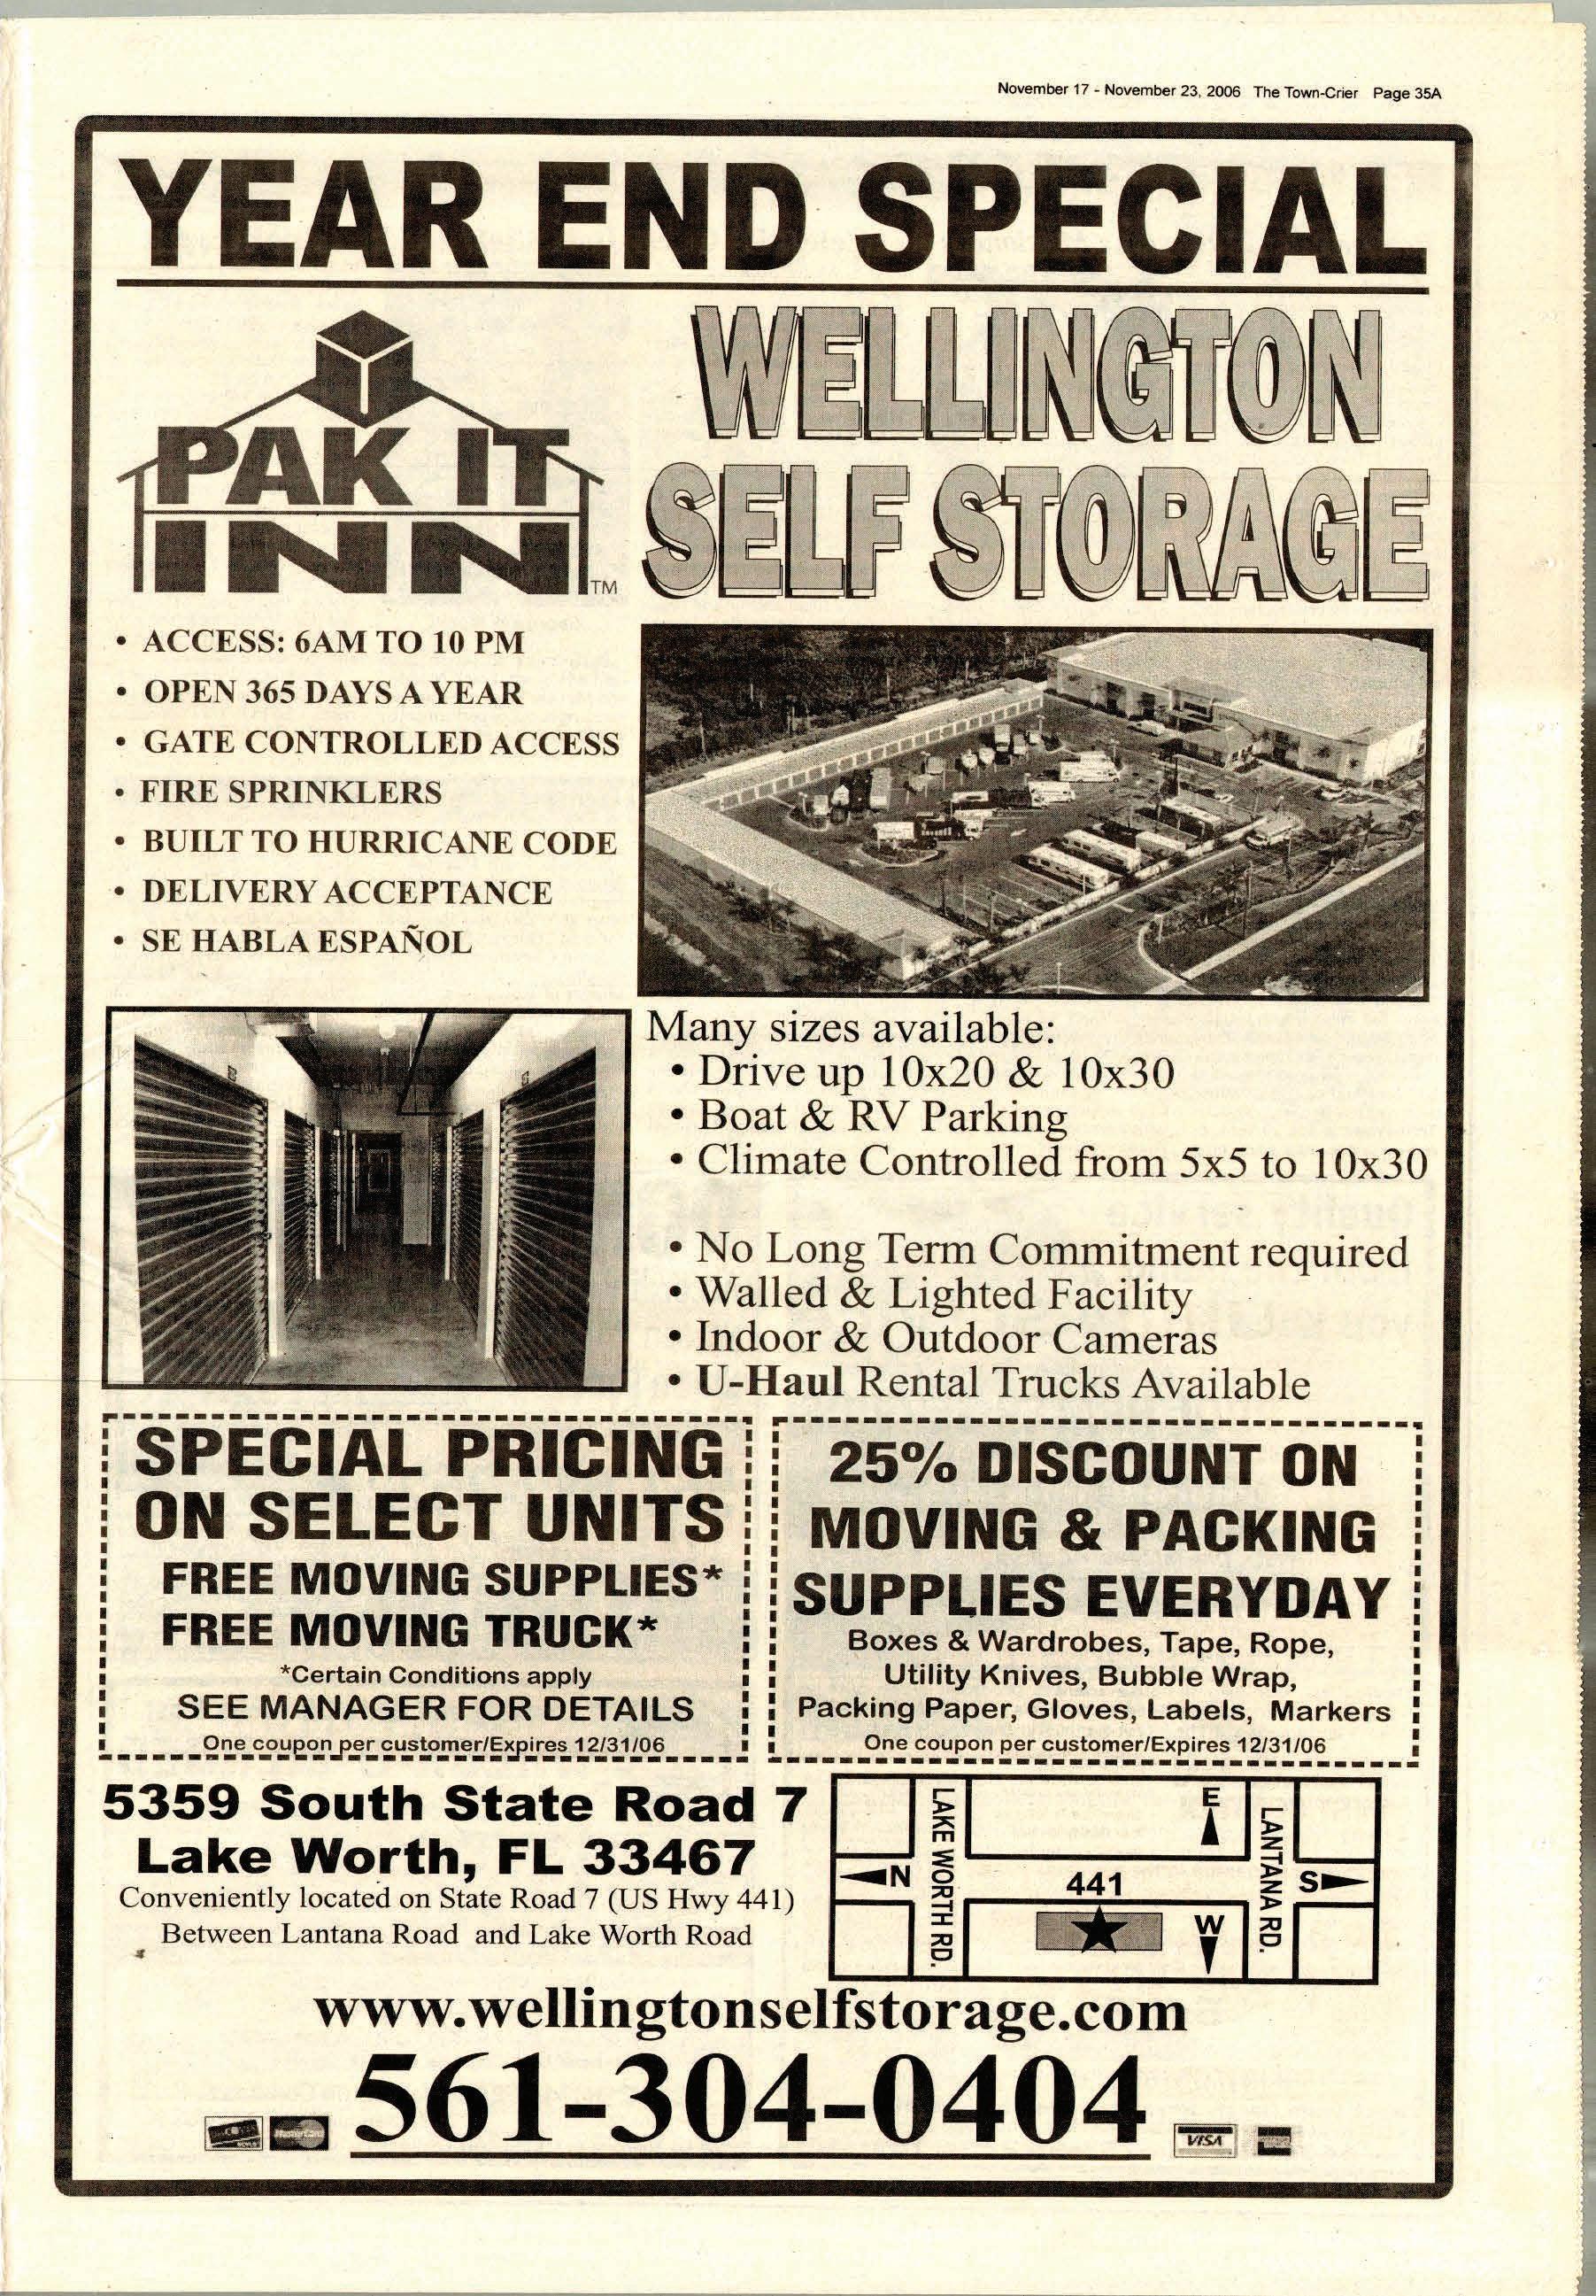 November 17 - November 23, 2006 The Town-Crier Page 35A
YEAR END SPECIAL
PAK IT
INN TM
WELLINGTON
SELF STORAGE
• ACCESS: 6AM TO 10 PM
• OPEN 365 DAYS A YEAR
• GATE CONTROLLED ACCESS
• FIRE SPRINKLERS
• BUILT TO HURRICANE CODE
• DELIVERY ACCEPTANCE
• SE HABLA ESPAÑOL
Many sizes available:
• Drive up 10x20 & 10x30
• Boat & RV Parking
• Climate Controlled from 5x5 to 10x30
• No Long Term Commitment required
• Walled & Lighted Facility
• Indoor & Outdoor Cameras
• U-Haul Rental Trucks Available
SPECIAL PRICING
ON SELECT UNITS
FREE MOVING SUPPLIES*
FREE MOVING TRUCK*
*Certain Conditions apply
SEE MANAGER FOR DETAILS
One coupon per customer/Expires 12/31/06
25% DISCOUNT ON
MOVING & PACKING
SUPPLIES EVERYDAY
Boxes & Wardrobes, Tape, Rope,
Utility Knives, Bubble Wrap,
Packing Paper, Gloves, Labels, Markers
One coupon per customer/Expires 12/31/06
5359 South State Road 7
Lake Worth, FL 33467
Conveniently located on State Road 7 (US Hwy 441)
Between Lantana Road and Lake Worth Road
LAKE WORTH RD.
E
LANTANA RD.
N
441
S
W
www.wellingtonselfstorage.com
561-304-0404
MasterCard
VISA